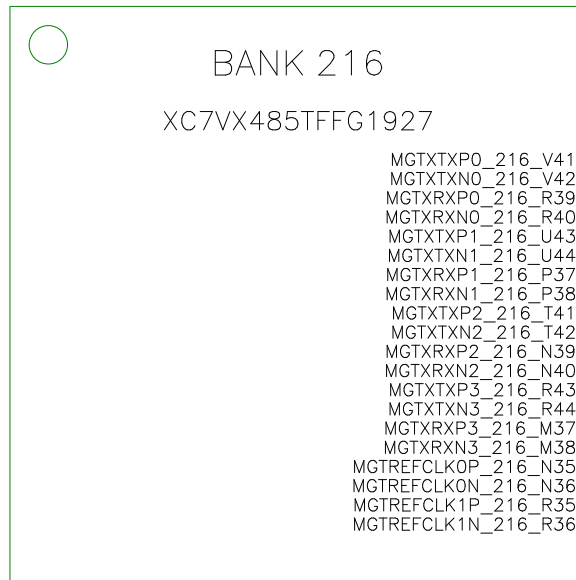 BANK 216
XC7VX485TFFG1927
MGTXTXP0_216_V41
MGTXTXN0_216_V42
MGTXRXP0_216_R39
MGTXRXN0_216_R40
MGTXTXP1_216_U43
MGTXTXN1_216_U44
MGTXRXP1_216_P37
MGTXRXN1_216_P38
MGTXTXP2_216_T41
MGTXTXN2_216_T42
MGTXRXP2_216_N39
MGTXRXN2_216_N40
MGTXTXP3_216_R43
MGTXTXN3_216_R44
MGTXRXP3_216_M37
MGTXRXN3_216_M38
MGTREFCLK0P_216_N35
MGTREFCLK0N_216_N36
MGTREFCLK1P_216_R35
MGTREFCLK1N_216_R36